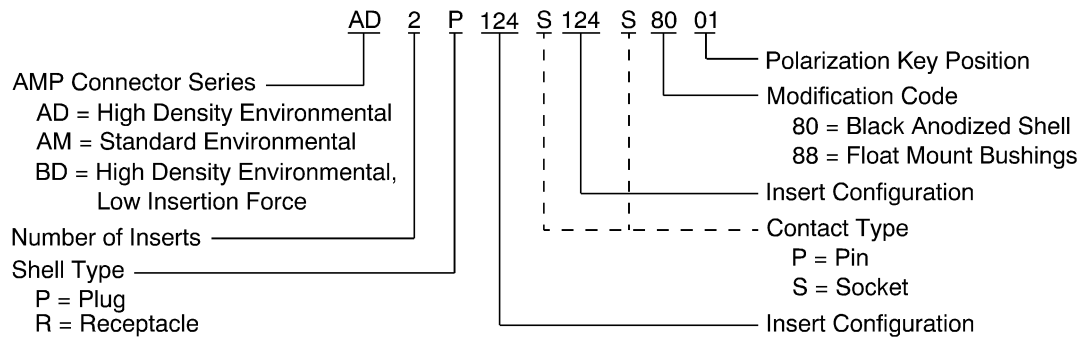 AD 2 P 124 S 124 S 80 01
AMP Connector Series
AD = High Density Environmental
AM = Standard Environmental
BD = High Density Environmental,
Low Insertion Force
Number of Inserts
Shell Type
P = Plug
R = Receptacle
Polarization Key Position
Modification Code
80 = Black Anodized Shell
88 = Float Mount Bushings
Insert Configuration
Contact Type
P = Pin
S = Socket
Insert Configuration